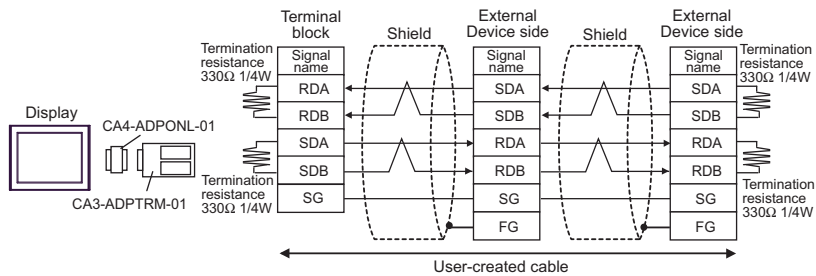 Terminal
block
Shield
External
Device side
Shield
External
Device side
Termination
resistance
330Ω 1/4W
Signal
name
Signal
name
Signal
name
Termination
resistance
330Ω 1/4W
RDA
SDA
SDA
RDB
SDB
SDB
Display
CA4-ADPONL-01
SDA
RDA
RDA
SDB
RDB
RDB
CA3-ADPTRM-01
Termination
resistance
330Ω 1/4W
SG
SG
SG
Termination
resistance
330Ω 1/4W
FG
FG
User-created cable